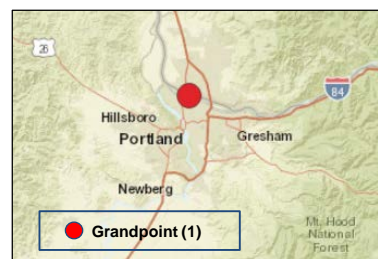 26
84
Hillsboro
Portland
Gresham
Newberg
Mt. Hood
National
Forest
Grandpoint (1)